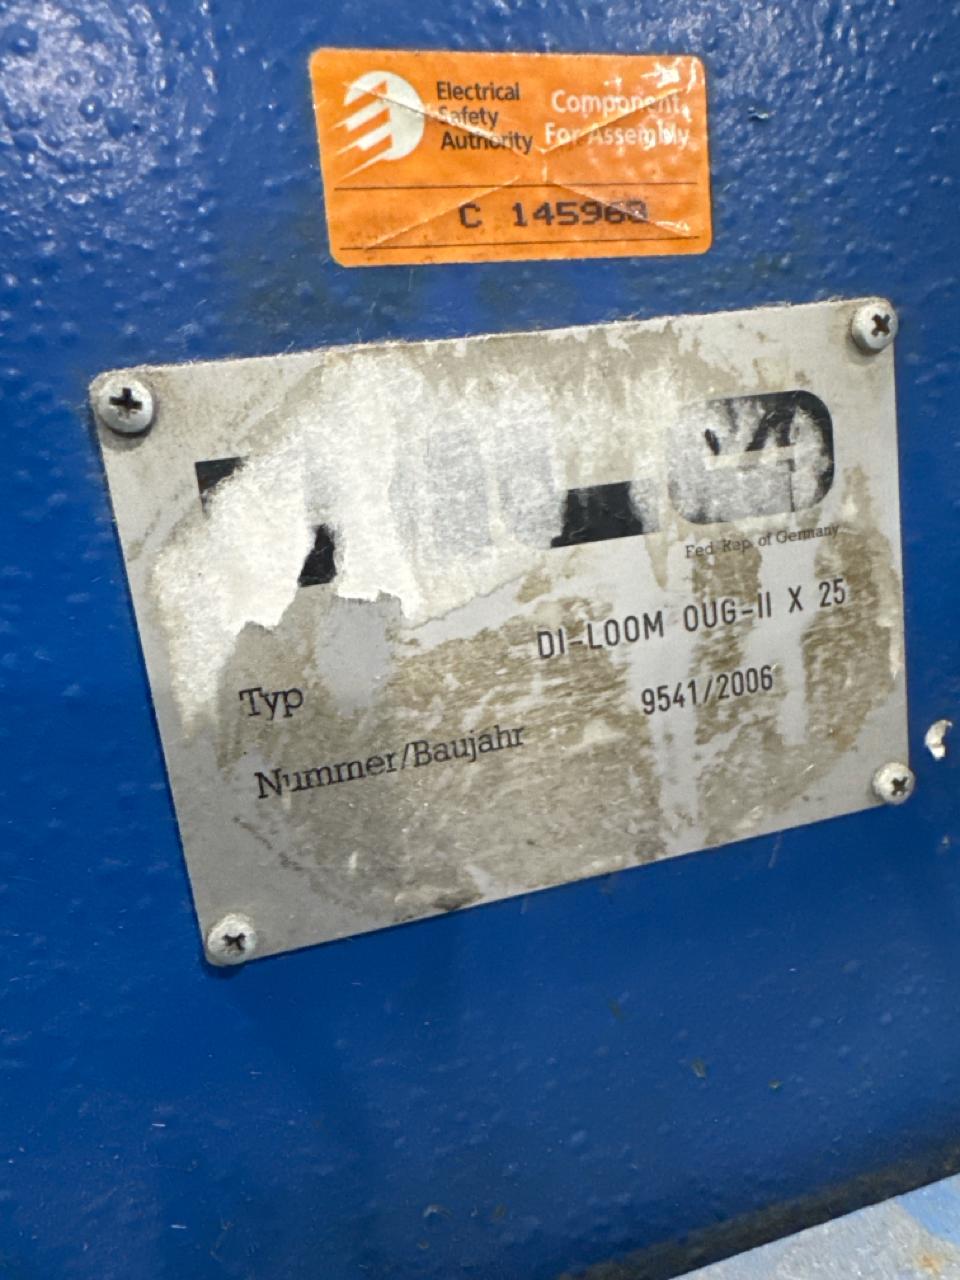 Electrical
Safety
Authority
Component
For Assembly
C 145963
Fed. Rep. of Germany
DI-LOOM OUG-II X 25
Typ
9541/2006
Nummer/Baujahr